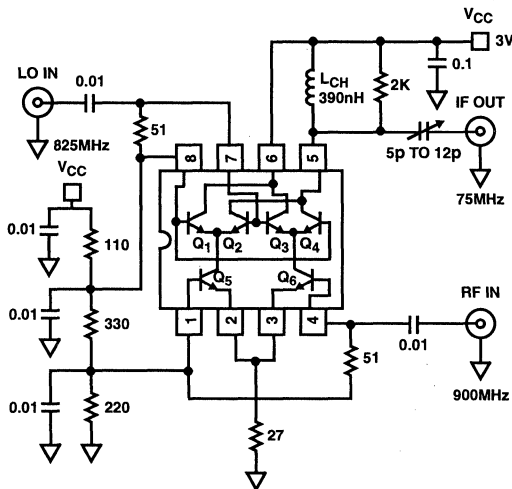 VCC
3V
LO IN
0.01
825MHz
51
LCH
390nH
2K
0.1
IF OUT
5p TO 12p
75MHz
VCC
0.01
110
8
7
6
5
Q1
Q2
Q3
Q4
Q5
Q6
0.01
330
1
2
3
4
RF IN
0.01
900MHz
51
0.01
220
27